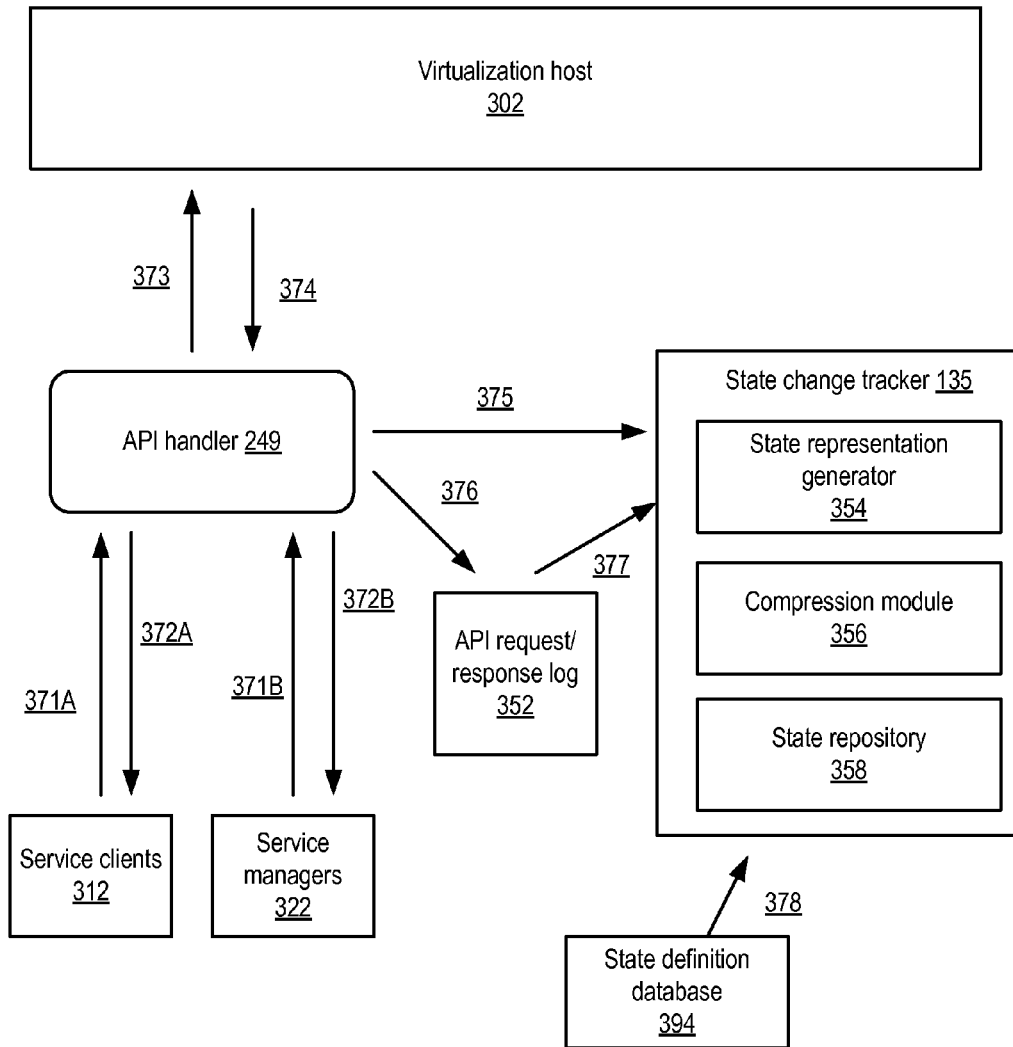 Virtualization host
302
373
374
State change tracker 135
375
API handler 249
State representation
generator
354
376
377
372B
Compression module
356
372A
API request/
response log
352
371B
371A
State repository
358
Service clients
312
Service
managers
322
378
State definition
database
394